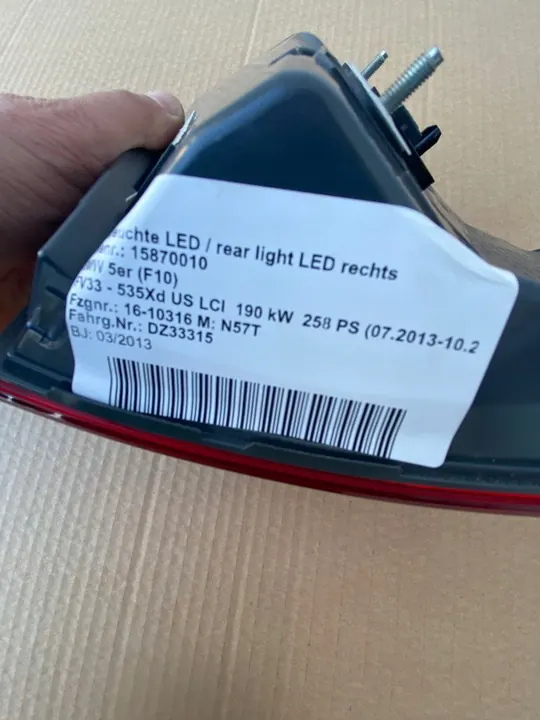 uchte LED / rear light LED rechts
nr.: 15870010
5er (F10)
FV33 - 535Xd US LCI 190 kW 258 PS (07.2013-10.2
Fzgnr.: 16-10316 M: N57T
Fahrg.Nr.: DZ33315
BJ: 03/2013